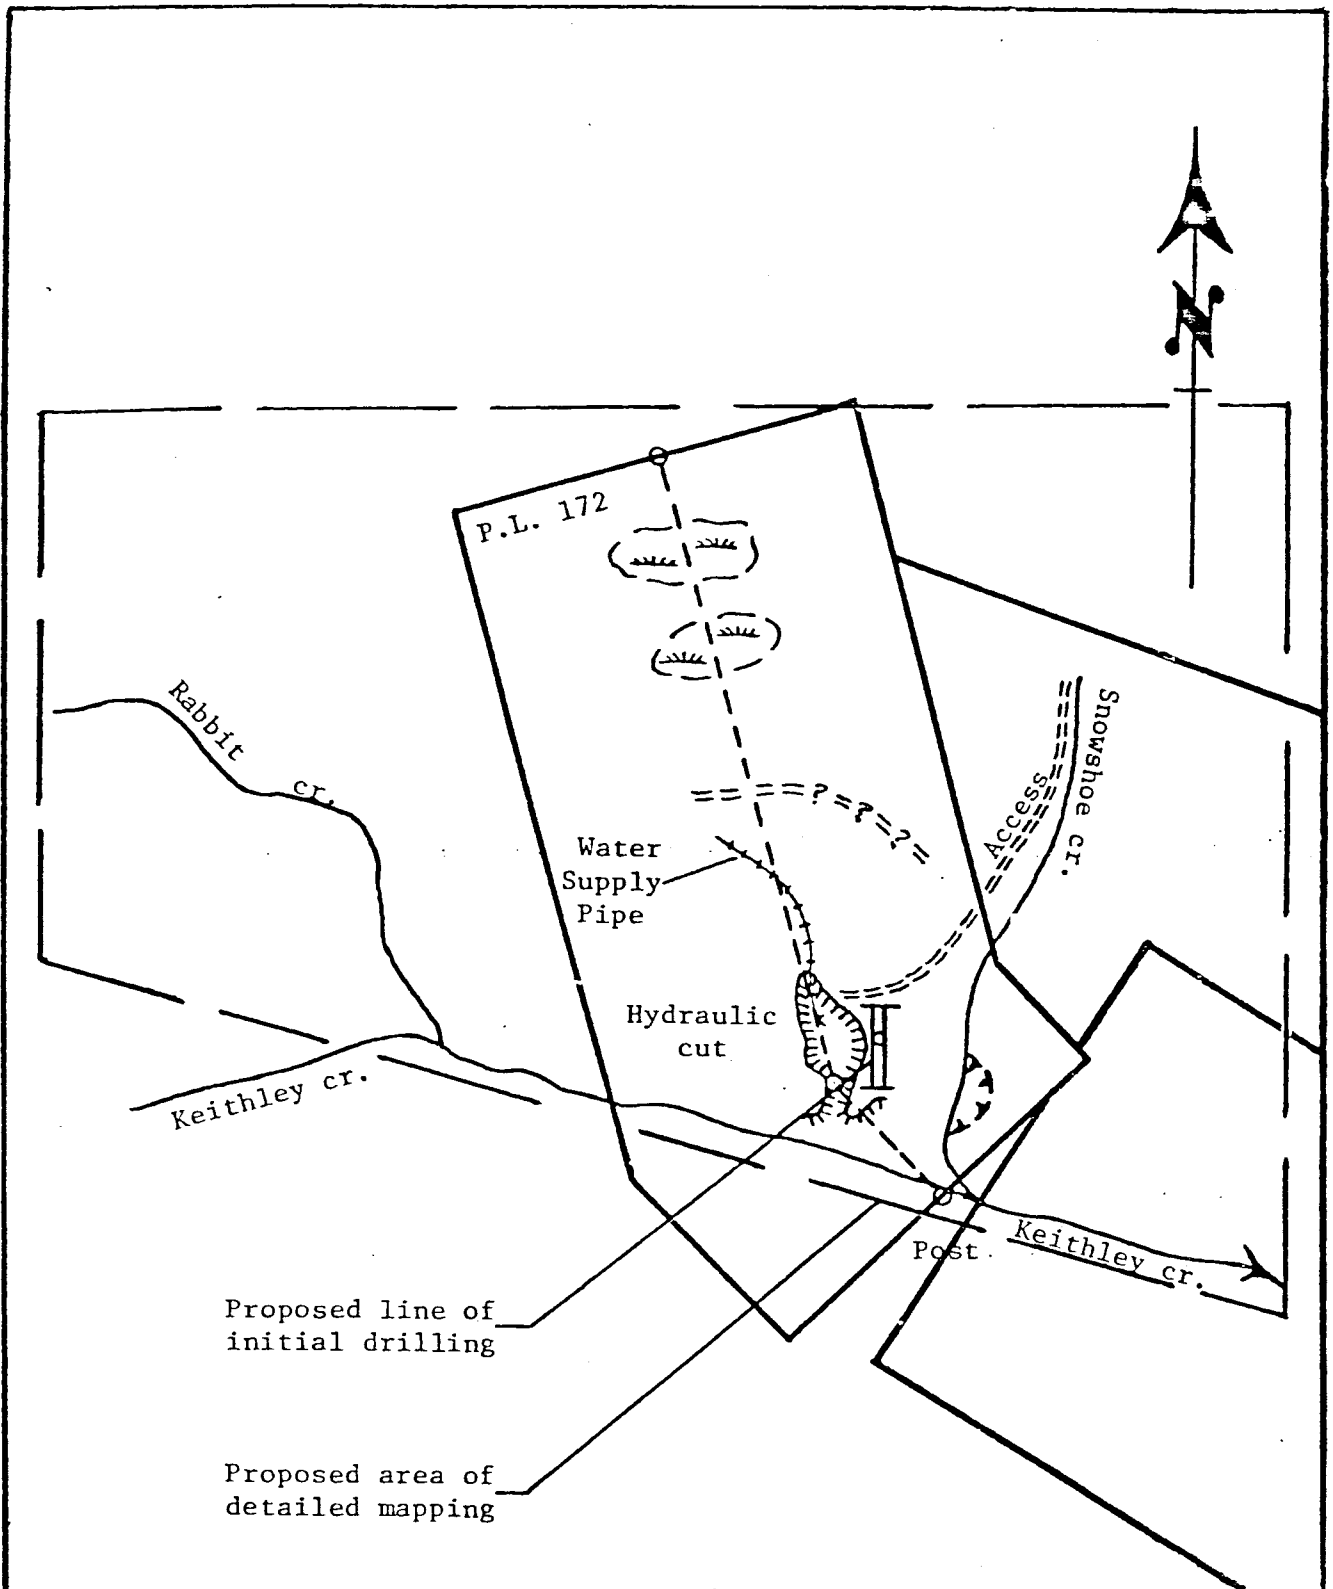 N
P.L. 172
Rabbit cr.
Snowshoe cr.
Access
? ? ?
Water
Supply
Pipe
Hydraulic
cut
Keithley cr.
Post
Keithley cr.
Proposed line of
initial drilling
Proposed area of
detailed mapping